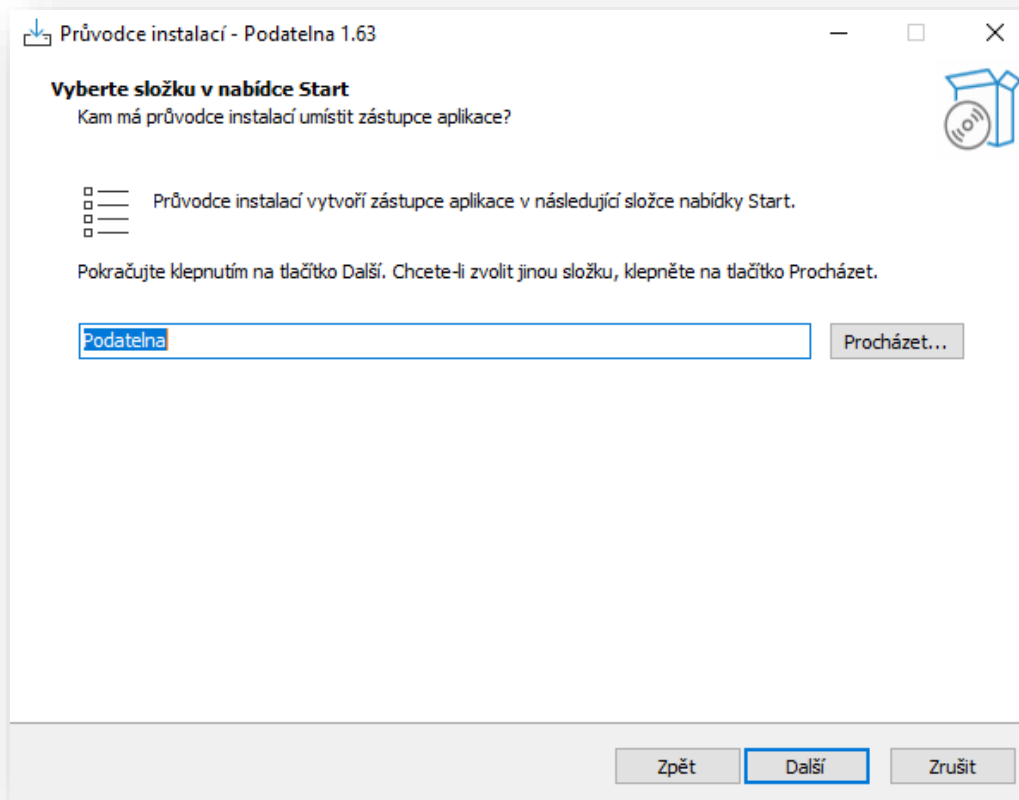 Průvodce instalací - Podatelna 1.63
Vyberte složku v nabídce Start
Kam má průvodce instalací umístit zástupce aplikace?
Průvodce instalací vytvoří zástupce aplikace v následující složce nabídky Start.
Pokračujte klepnutím na tlačítko Další. Chcete-li zvolit jinou složku, klepněte na tlačítko Procházet.
Podatelna
Procházet...
Zpět
Další
Zrušit